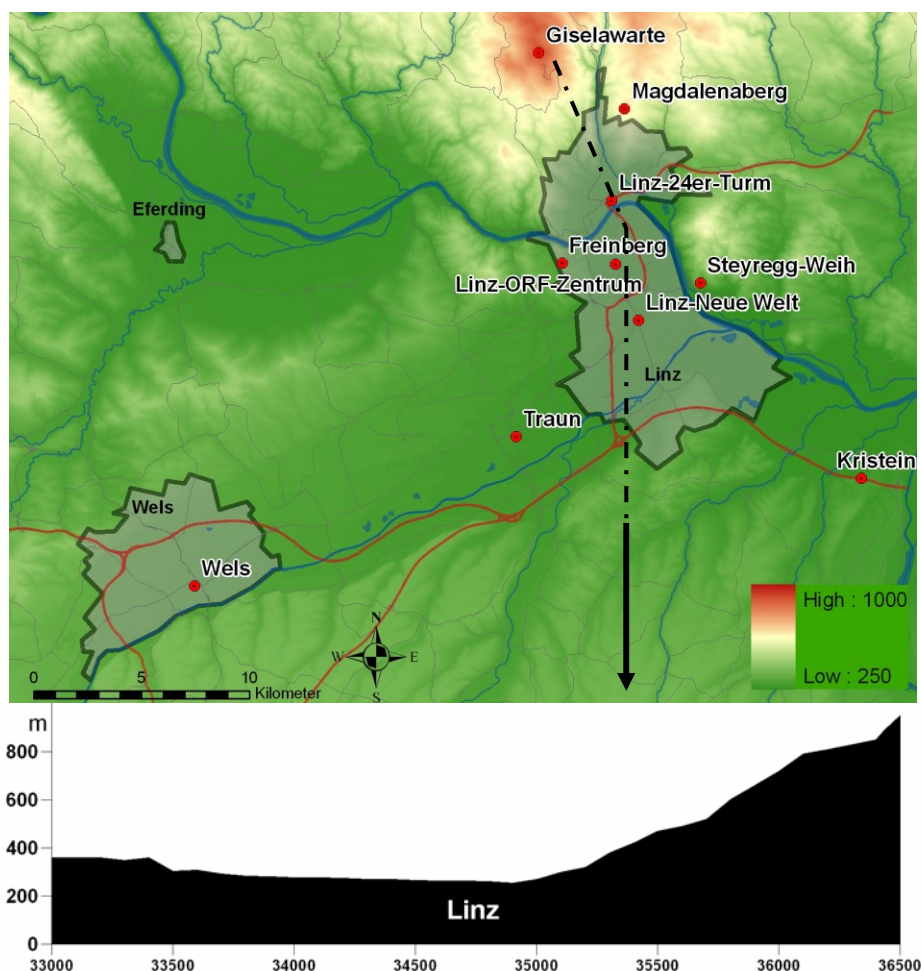 Giselawarte
Magdalenaberg
Linz-24er-Turm
Eferding
Freinberg
Steyregg-Weih
Linz-ORF-Zentrum
Linz-Neue Welt
Linz
Traun
Kristein
Wels
Wels
High : 1000
Low : 250
N
W E
S
0 5 10
Kilometer
m
800
600
400
200
0
Linz
33000 33500 34000 34500 35000 35500 36000 36500